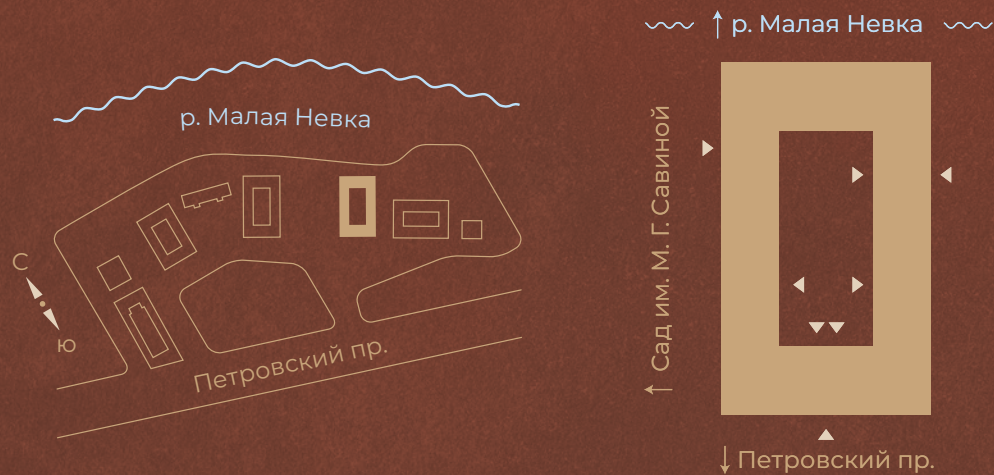 р. Малая Невка
С
Ю
Петровский пр.
↑ р. Малая Невка
← Сад им. М. Г. Савиной
↓ Петровский пр.